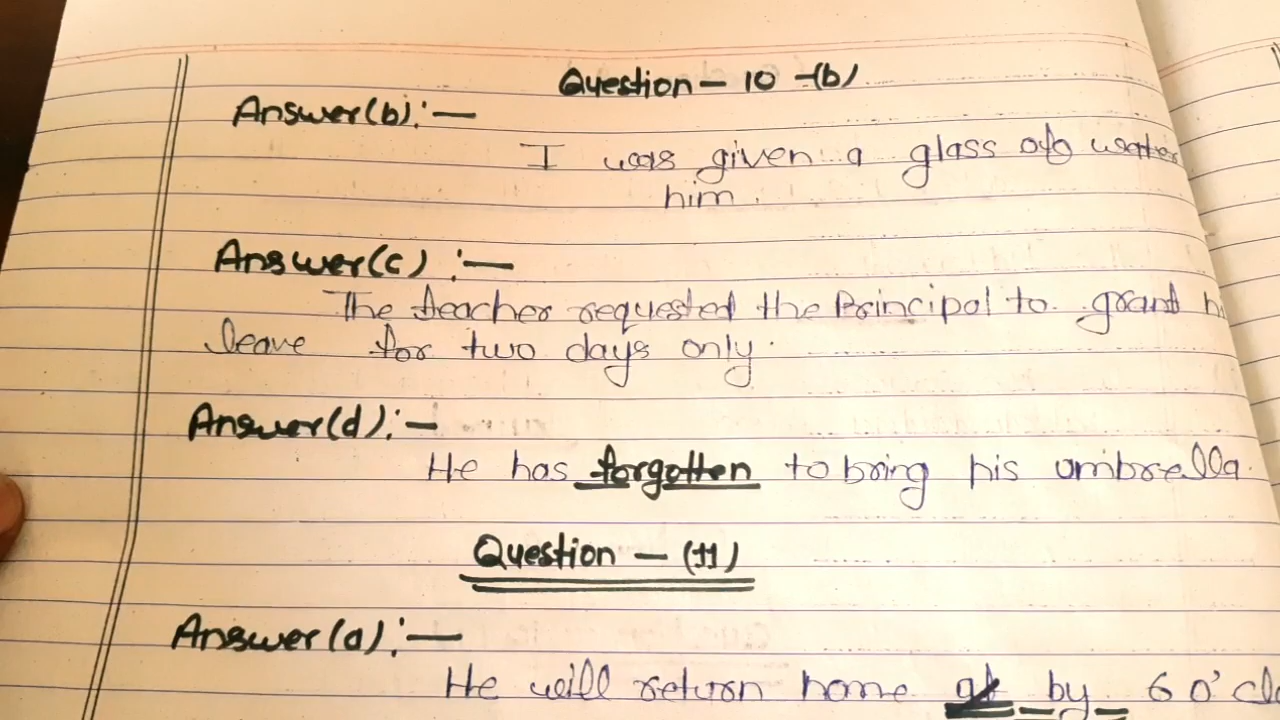 Question - 10 -(b)
Answer(b):-
I was given a glass of water
him.
Answer(c) :-
The teacher requested the Principal to grant
leave for two days only.
Answer(d):-
He has forgotten to bring his umbrella.
Question - (11)
Answer(a):-
He will return home at by 6 o'clo